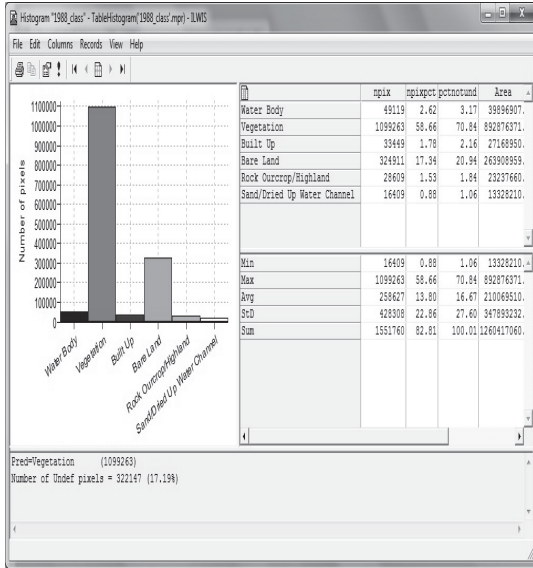 Histogram "1988_class" - TableHistogram('1988_class'.mpr) - ILWIS
File Edit Columns Records View Help
npix npixpct pctnotund Area
Water Body 49119 2.62 3.17 39896907.
Vegetation 1099263 58.66 70.84 892876371.
Built Up 33449 1.78 2.16 27168950.
Bare Land 324911 17.34 20.94 263908959.
Rock Ourcrop/Highland 28609 1.53 1.84 23237660.
Sand/Dried Up Water Channel 16409 0.88 1.06 13328210.
Min 16409 0.88 1.06 13328210.
Max 1099263 58.66 70.84 892876371.
Avg 258627 13.80 16.67 210069510.
StD 428308 22.86 27.60 347893232.
Sum 1551760 82.81 100.01 1260417060.
Number of pixels
1100000
1000000
900000
800000
700000
600000
500000
400000
300000
200000
100000
0
Water Body
Vegetation
Built Up
Bare Land
Rock Ourcrop/Highland
Sand/Dried Up Water Channel
Pred=Vegetation (1099263)
Number of Undef pixels = 322147 (17.19%)